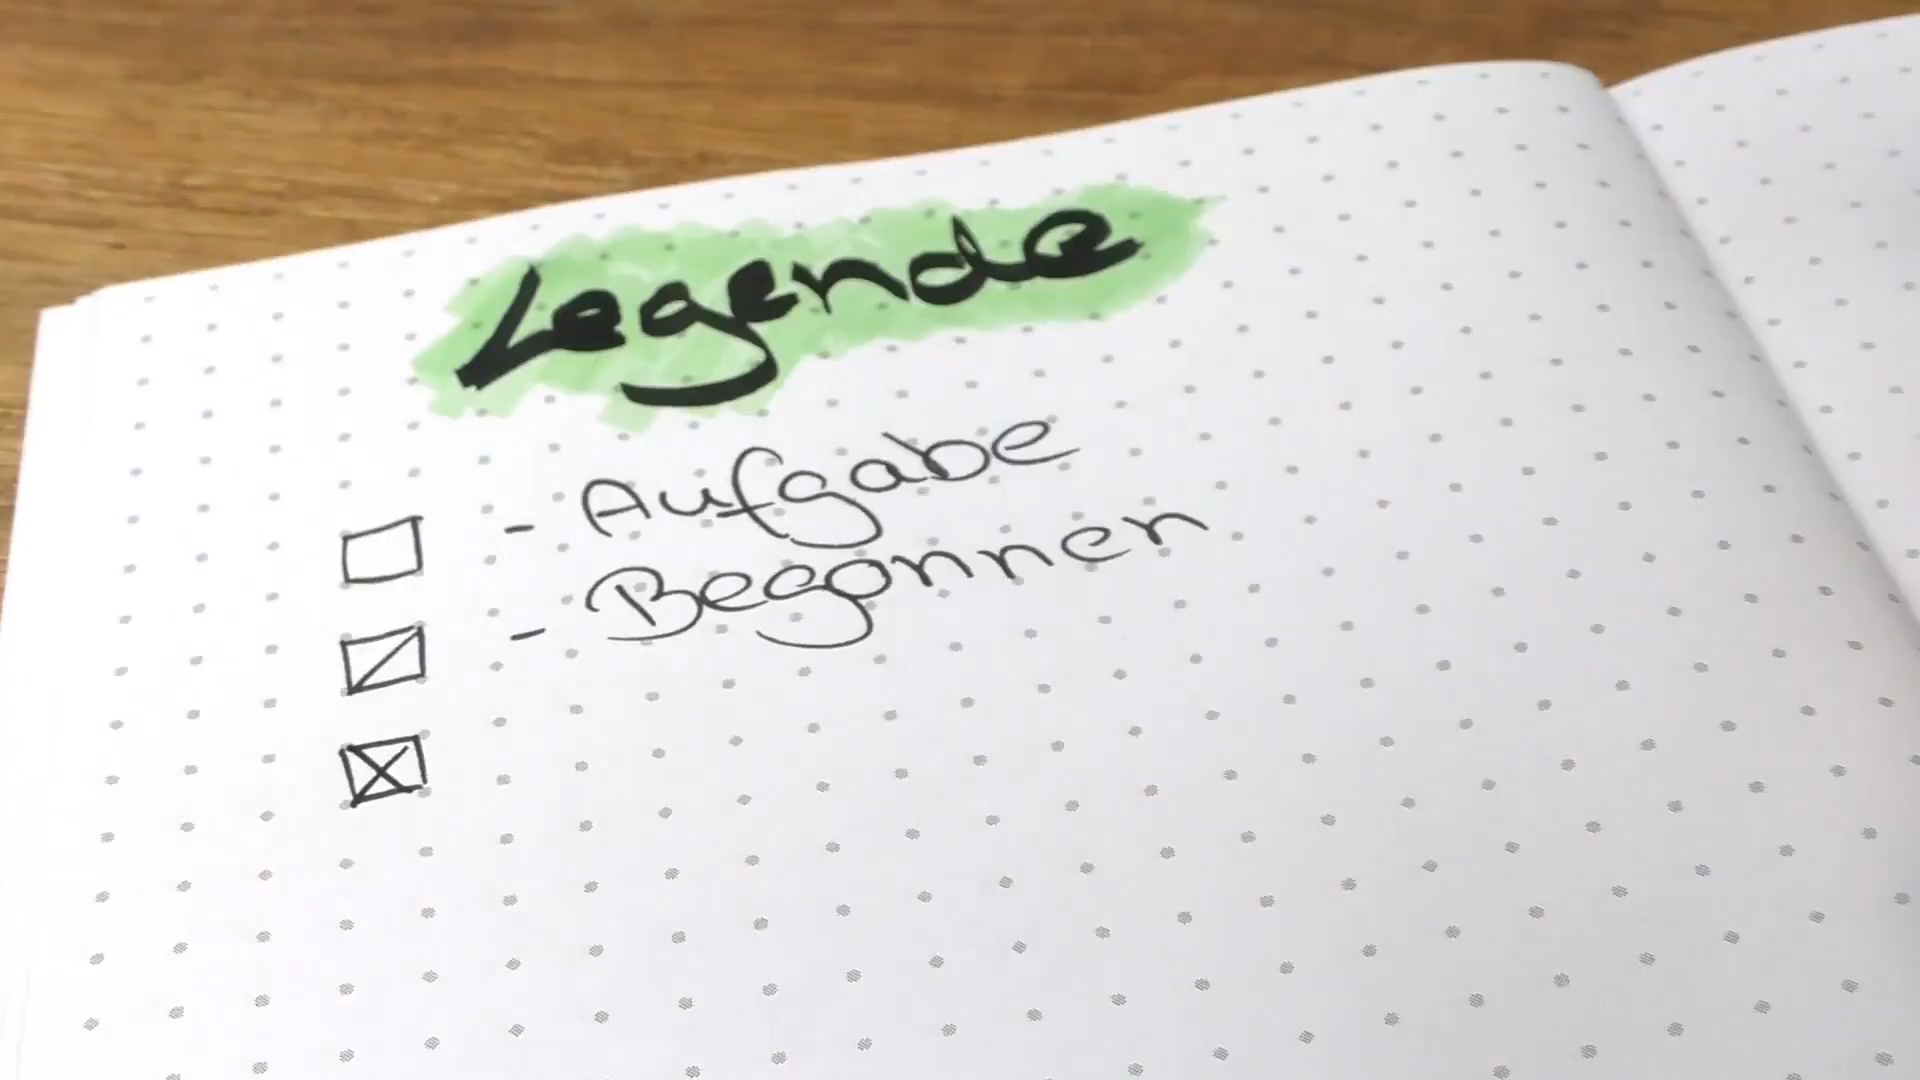 Legende
☐ - Aufgabe
⍁ - Begonnen
☒